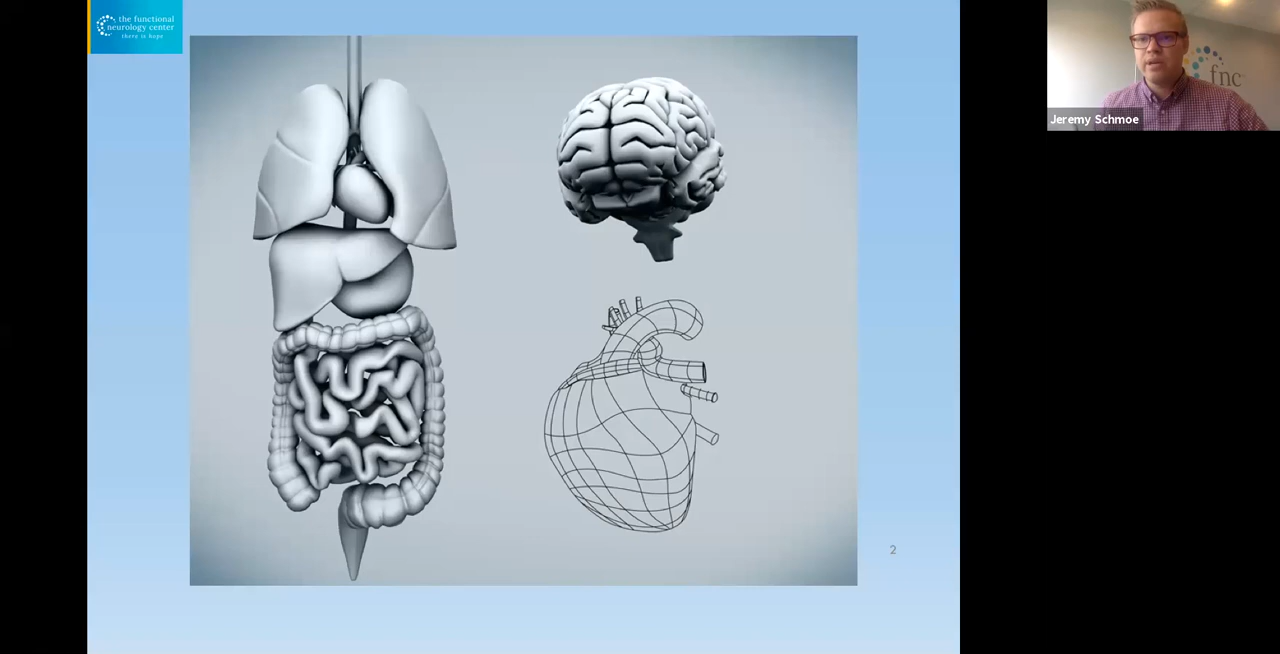 the functional
neurology center
there is hope
fnc
Jeremy Schmoe
2